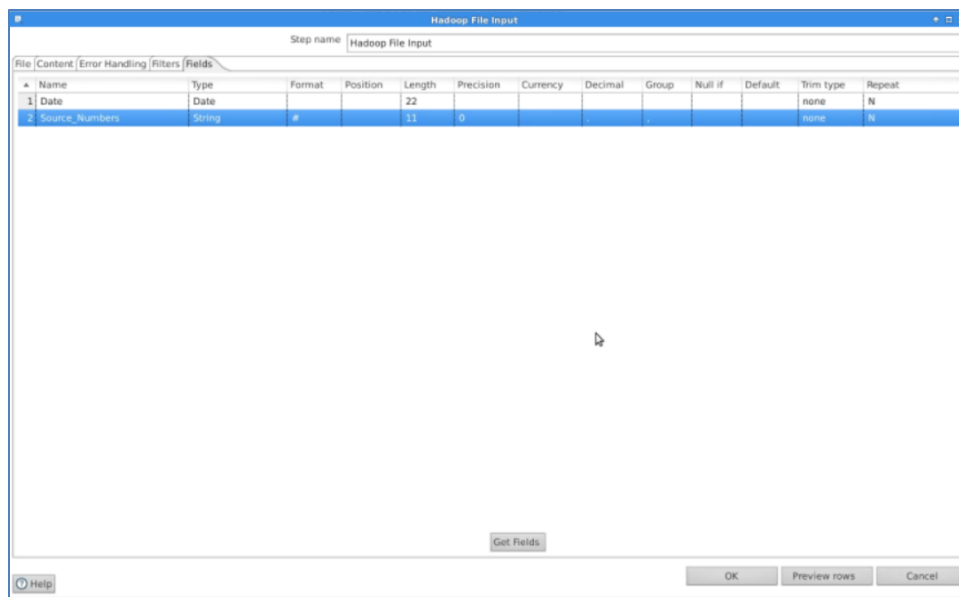 Hadoop File Input
Step name Hadoop File Input
File Content Error Handling Filters Fields
Name Type Format Position Length Precision Currency Decimal Group Null if Default Trim type Repeat
1 Date Date 22 none N
2 Source_Numbers String # 11 0 . , none N
Get Fields
OK Preview rows Cancel
Help